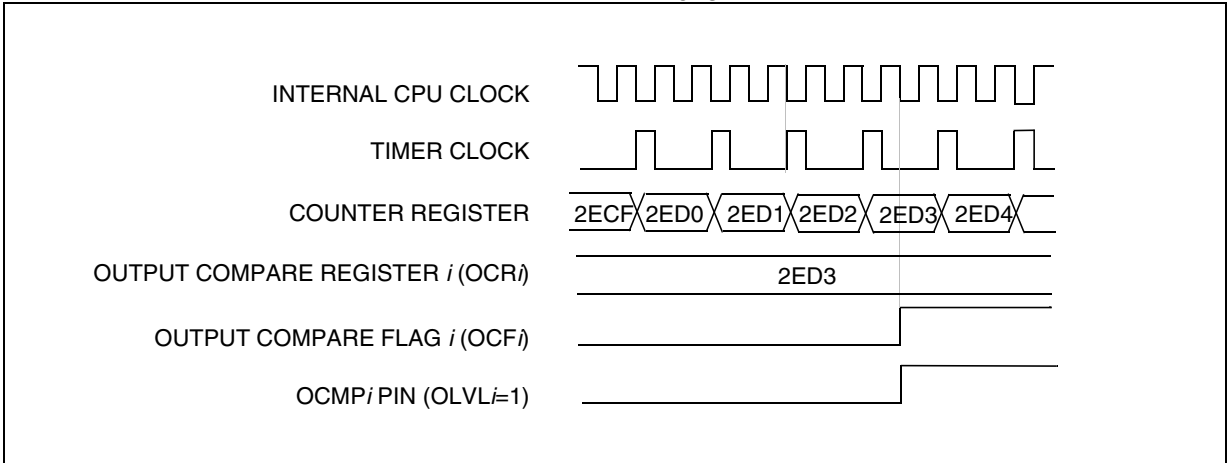 INTERNAL CPU CLOCK
TIMER CLOCK
COUNTER REGISTER 2ECF 2ED0 2ED1 2ED2 2ED3 2ED4
OUTPUT COMPARE REGISTER i (OCRi) 2ED3
OUTPUT COMPARE FLAG i (OCFi)
OCMPi PIN (OLVLi=1)